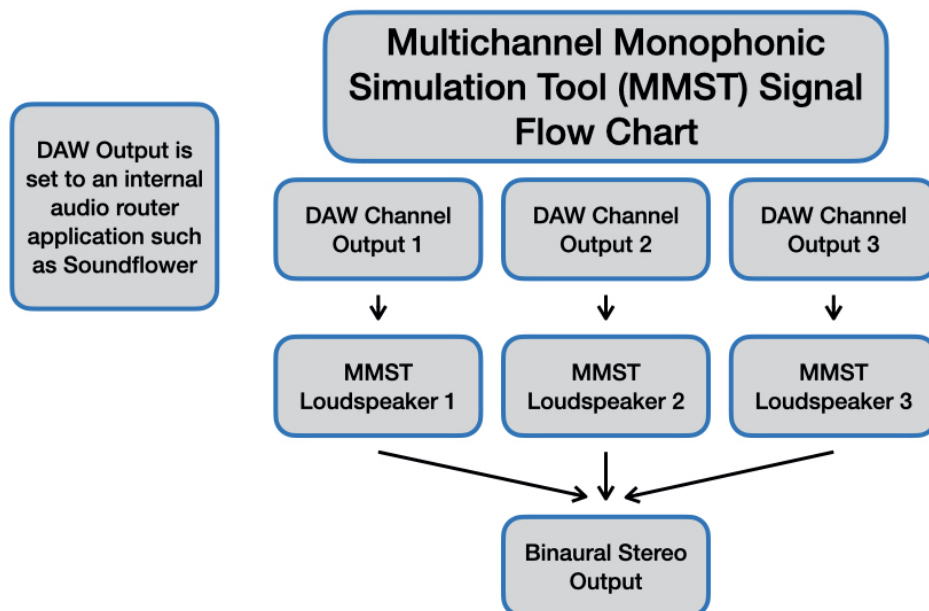 Multichannel Monophonic
Simulation Tool (MMST) Signal
Flow Chart
DAW Output is
set to an internal
audio router
application such
as Soundflower
DAW Channel
Output 1
DAW Channel
Output 2
DAW Channel
Output 3
MMST
Loudspeaker 1
MMST
Loudspeaker 2
MMST
Loudspeaker 3
Binaural Stereo
Output